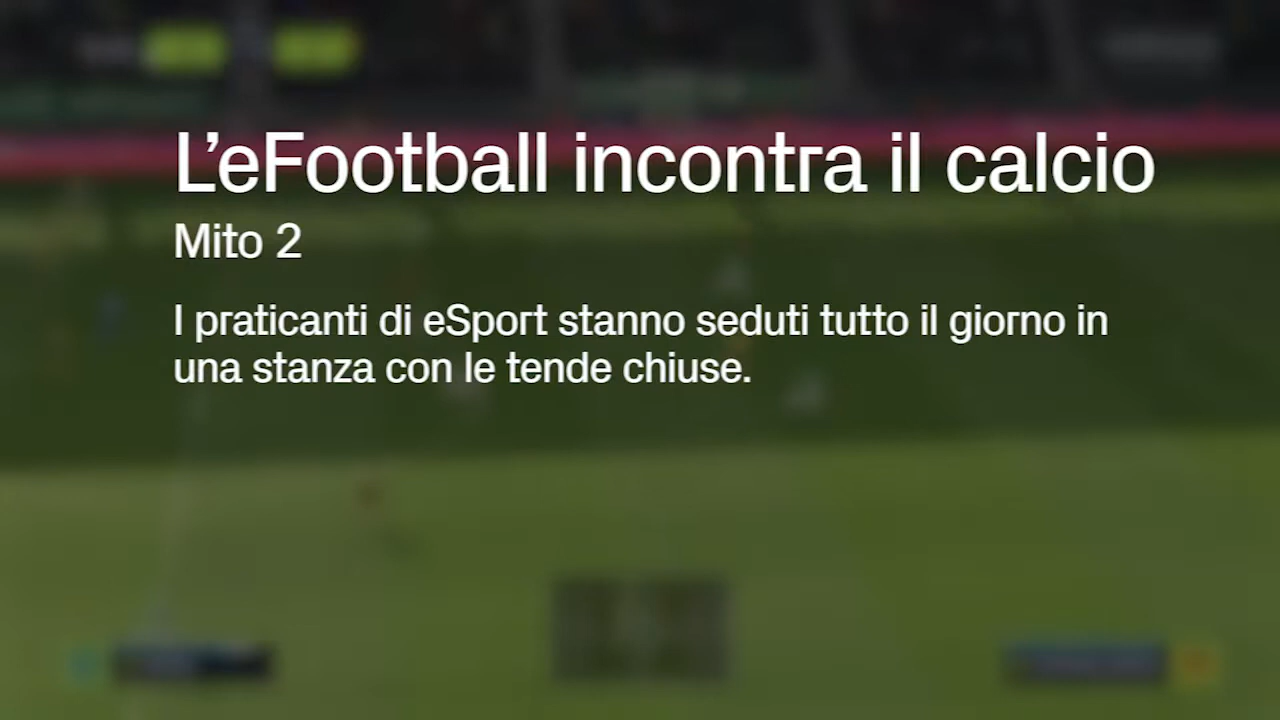 L’eFootball incontra il calcio
Mito 2
I praticanti di eSport stanno seduti tutto il giorno in
una stanza con le tende chiuse.